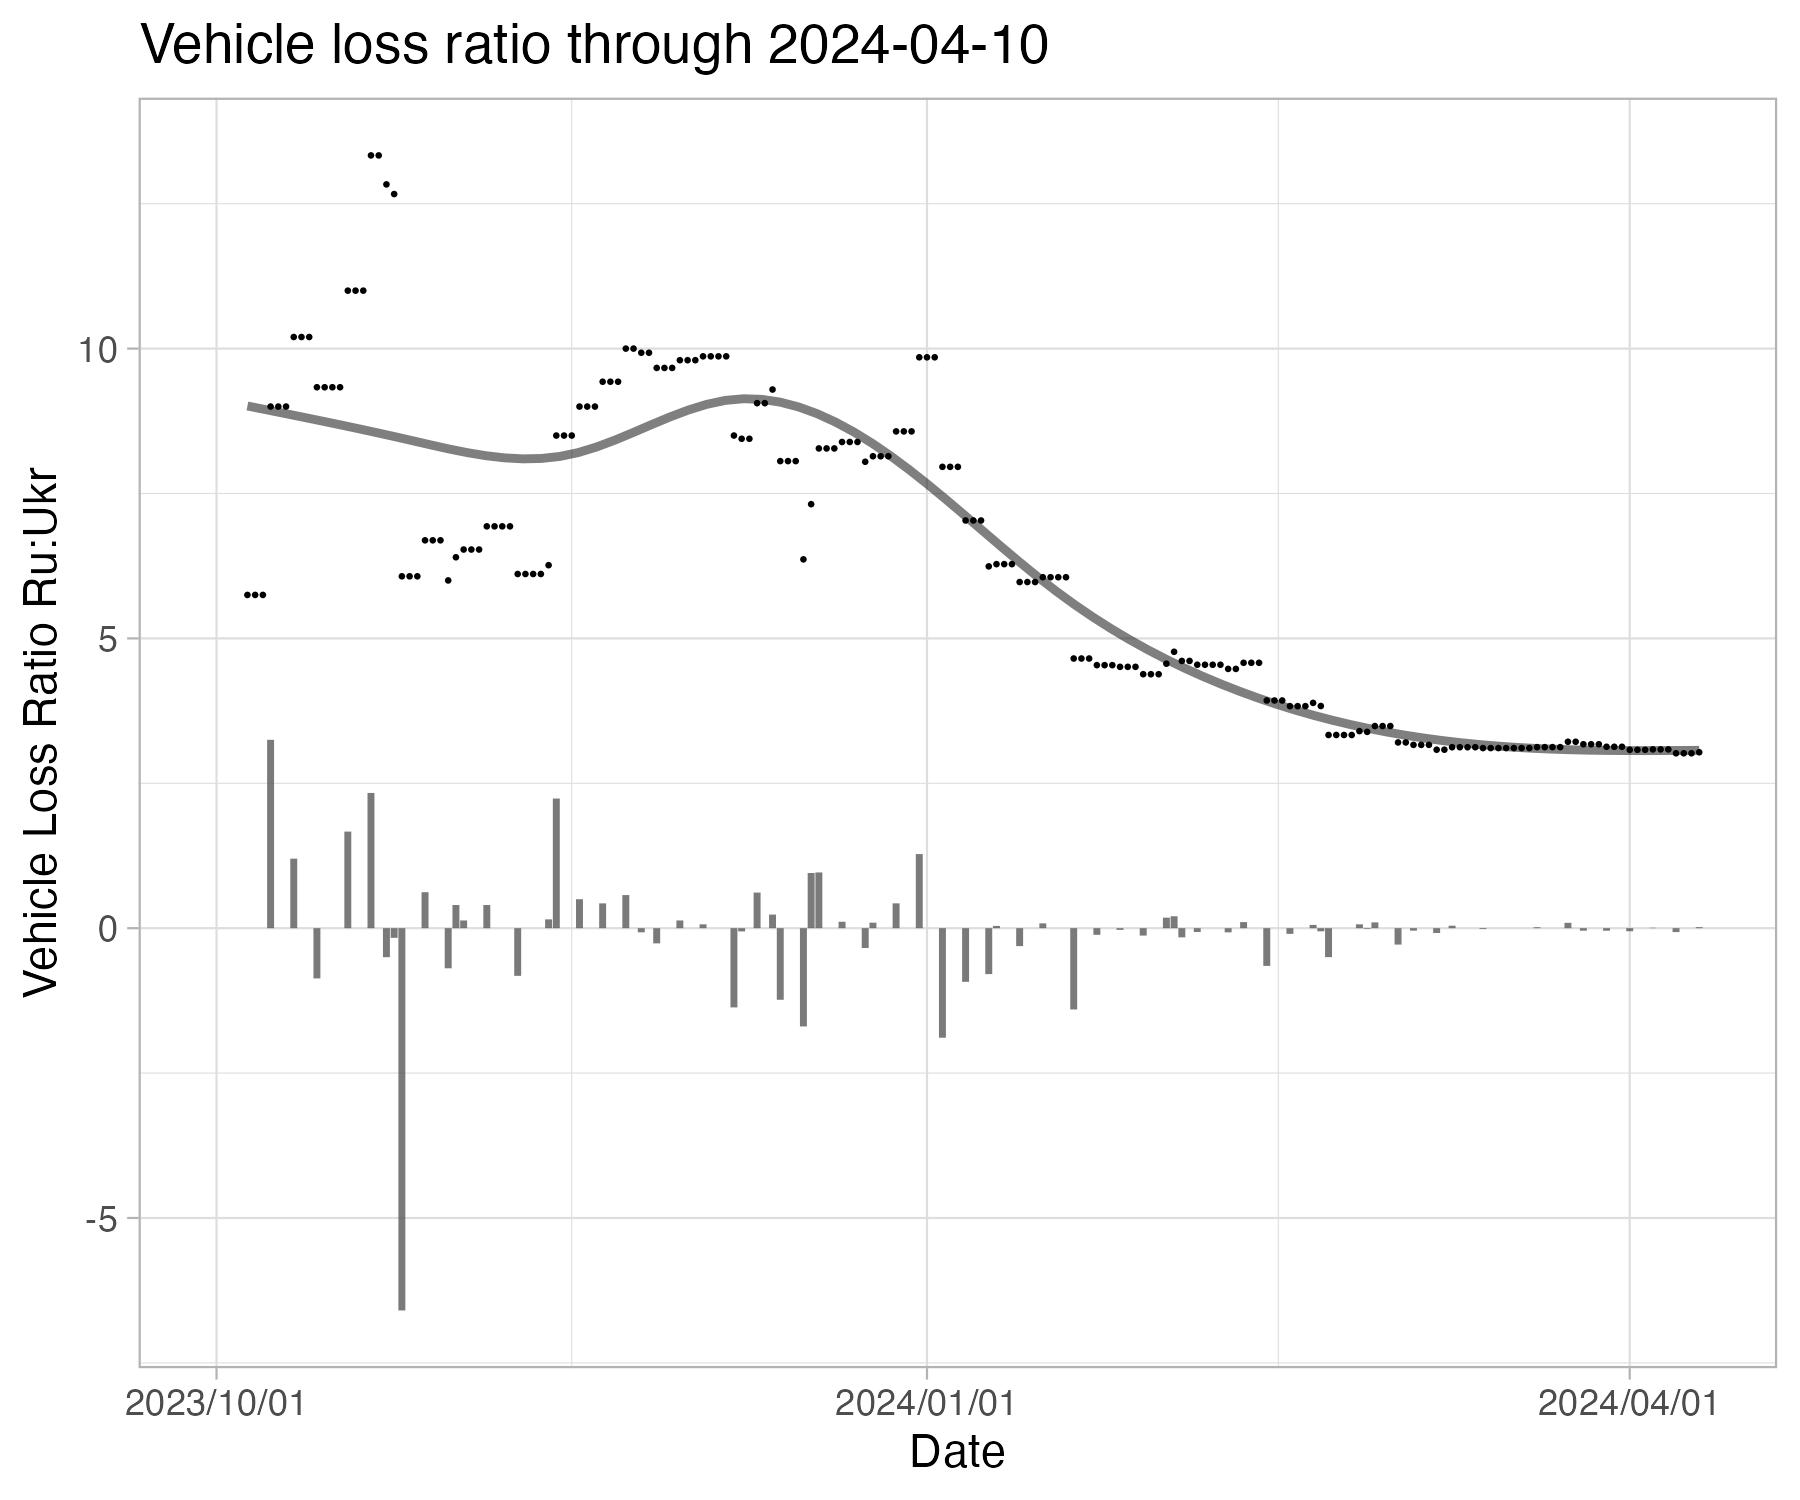 Vehicle loss ratio through 2024-04-10
Vehicle Loss Ratio Ru:Ukr
10
5
0
-5
2023/10/01
2024/01/01
2024/04/01
Date